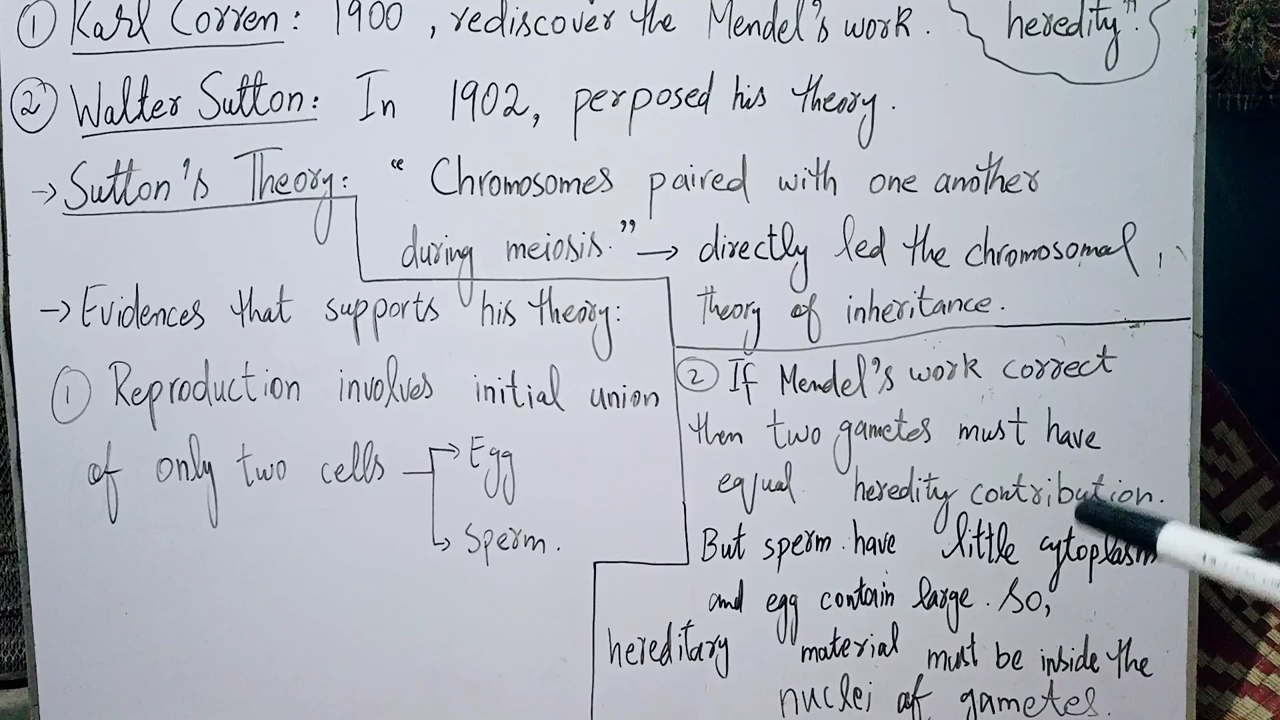 ① Karl Corren: 1900, rediscover the Mendel's work.
heredity"
② Walter Sutton: In 1902, perposed his theory.
→ Sutton's Theory: "Chromosomes paired with one another
during meiosis." → directly led the chromosomal
theory of inheritance.
→ Evidences that supports his theory:
① Reproduction involves initial union
of only two cells → Egg
↳ Sperm.
② If Mendel's work correct
then two gametes must have
equal heredity contribution.
But sperm have little cytoplasm
and egg contain large. So,
hereditary material must be inside the
nuclei of gametes.